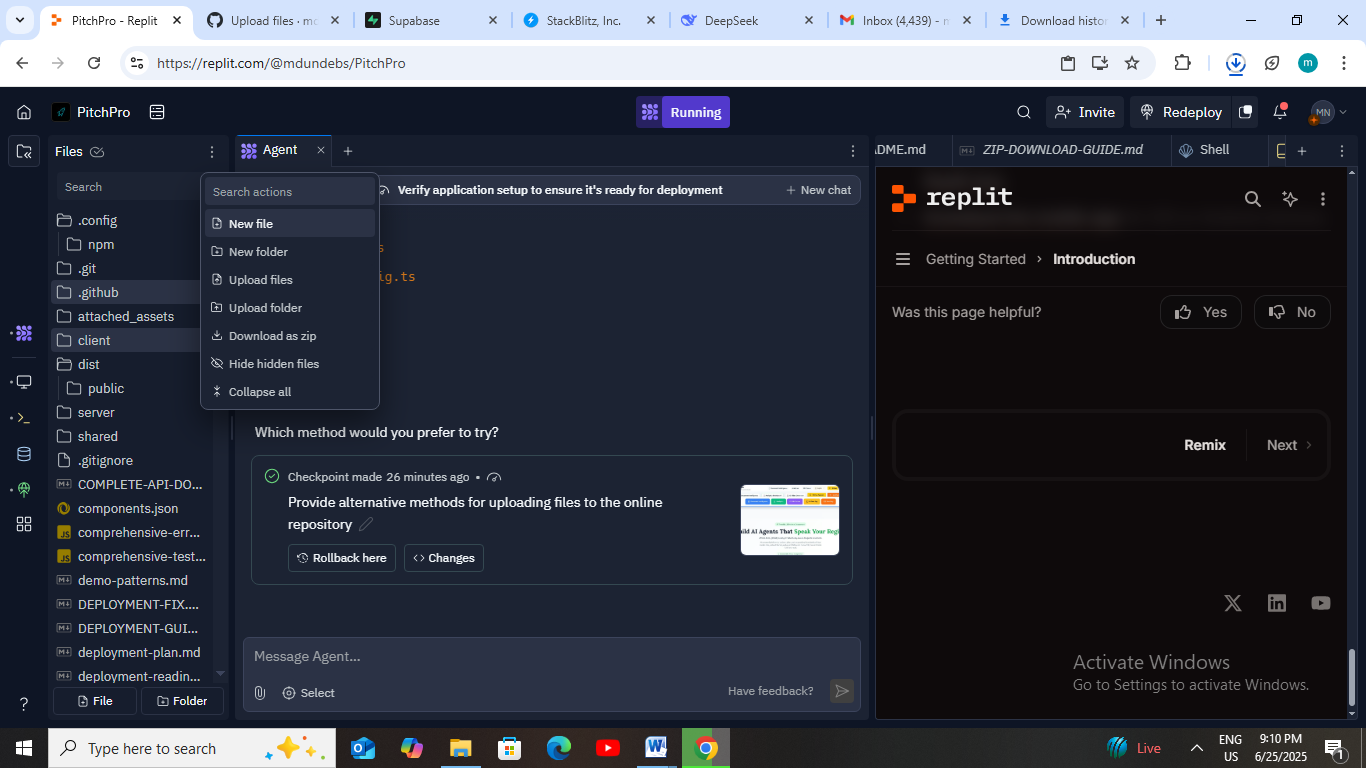 PitchPro - Replit
Upload files · mc
Supabase
StackBlitz, Inc.
DeepSeek
Inbox (4,439) - n
Download histor
https://replit.com/@mdundebs/PitchPro
m
PitchPro
Running
Invite
Redeploy
MN
Files
Search
.config
npm
.git
.github
attached_assets
client
dist
public
server
shared
.gitignore
COMPLETE-API-DO...
components.json
comprehensive-err...
comprehensive-test...
demo-patterns.md
DEPLOYMENT-FIX....
DEPLOYMENT-GUI...
deployment-plan.md
deployment-readin...
File
Folder
Search actions
New file
New folder
Upload files
Upload folder
Download as zip
Hide hidden files
Collapse all
Agent
Verify application setup to ensure it's ready for deployment
New chat
s
ig.ts
Which method would you prefer to try?
Checkpoint made 26 minutes ago •
Provide alternative methods for uploading files to the online
repository
Rollback here
Changes
ild AI Agents That Speak Your Regi
Message Agent...
Select
Have feedback?
DME.md
ZIP-DOWNLOAD-GUIDE.md
Shell
replit
Getting Started › Introduction
Was this page helpful?
Yes
No
Remix
Next
Activate Windows
Go to Settings to activate Windows.
Type here to search
Live
ENG
US
9:10 PM
6/25/2025
1